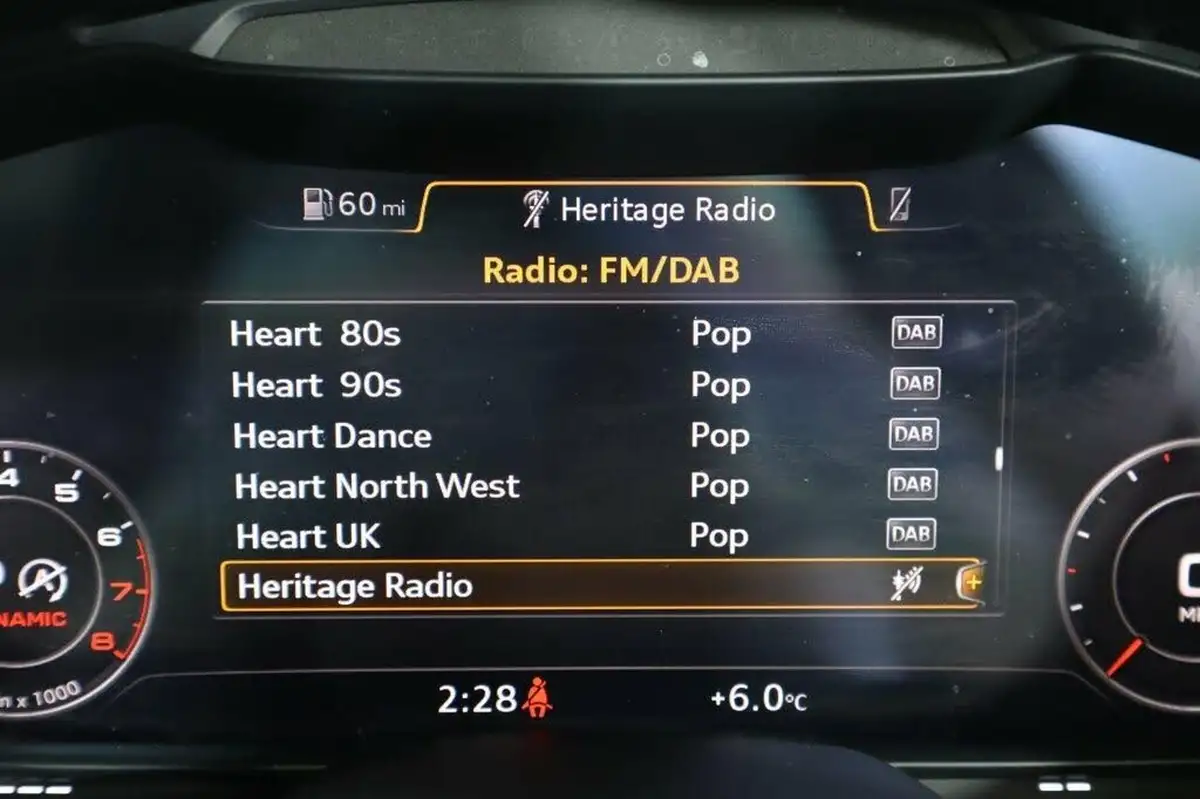 60 mi Heritage Radio
Radio: FM/DAB
Heart 80s Pop DAB
Heart 90s Pop DAB
Heart Dance Pop DAB
Heart North West Pop DAB
Heart UK Pop DAB
Heritage Radio
4
5
6
7
8
A
x 1000
2:28 +6.0°C